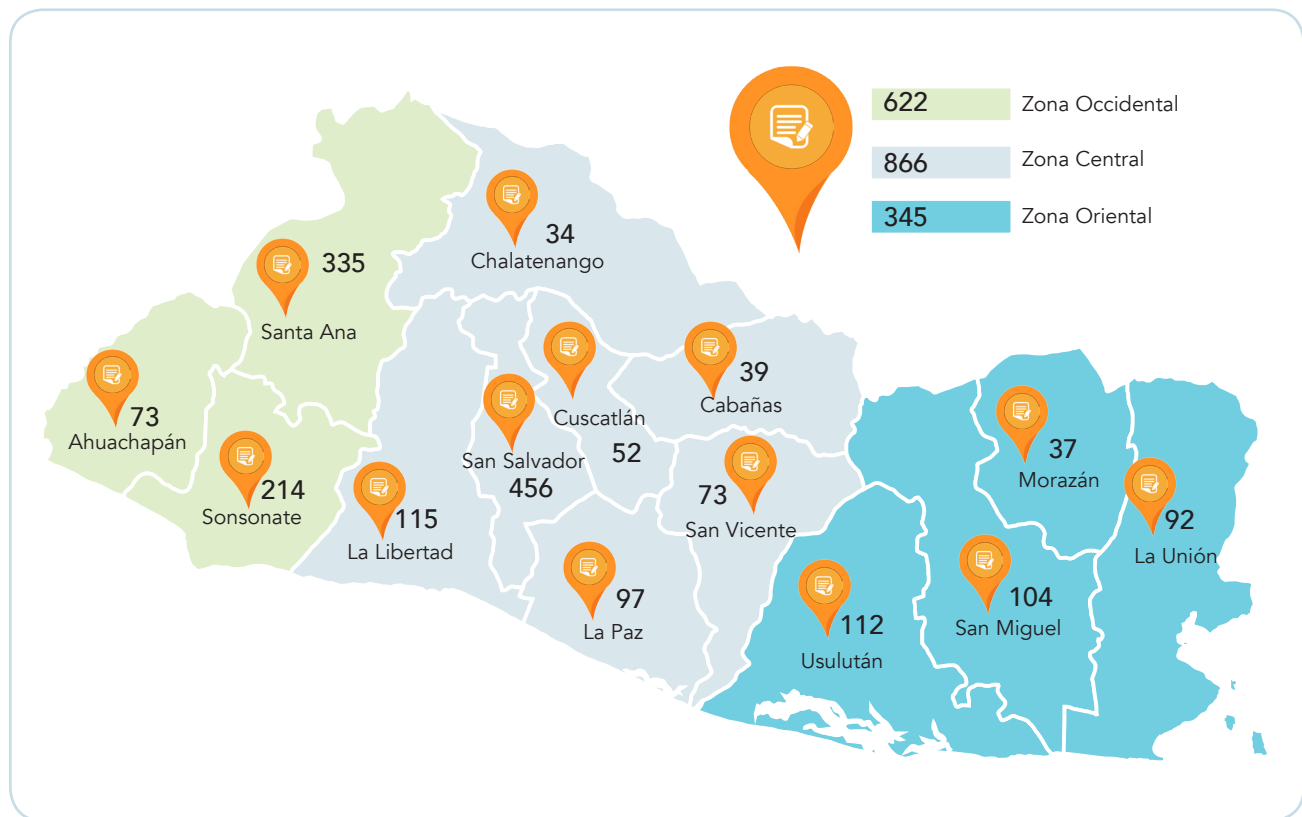 622 Zona Occidental
866 Zona Central
345 Zona Oriental
34
Chalatenango
335
Santa Ana
73
Ahuachapán
214
Sonsonate
115
La Libertad
San Salvador
456
Cuscatlán
52
39
Cabañas
73
San Vicente
97
La Paz
37
Morazán
92
La Unión
104
San Miguel
112
Usulután